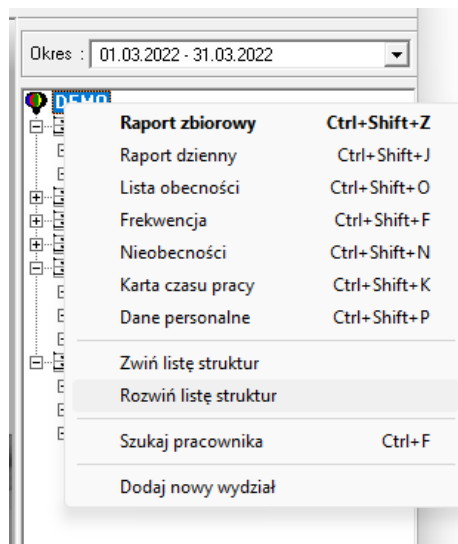 Okres : 01.03.2022 - 31.03.2022
DEMO
Raport zbiorowy Ctrl+Shift+Z
Raport dzienny Ctrl+Shift+J
Lista obecności Ctrl+Shift+O
Frekwencja Ctrl+Shift+F
Nieobecności Ctrl+Shift+N
Karta czasu pracy Ctrl+Shift+K
Dane personalne Ctrl+Shift+P
Zwiń listę struktur
Rozwiń listę struktur
Szukaj pracownika Ctrl+F
Dodaj nowy wydział